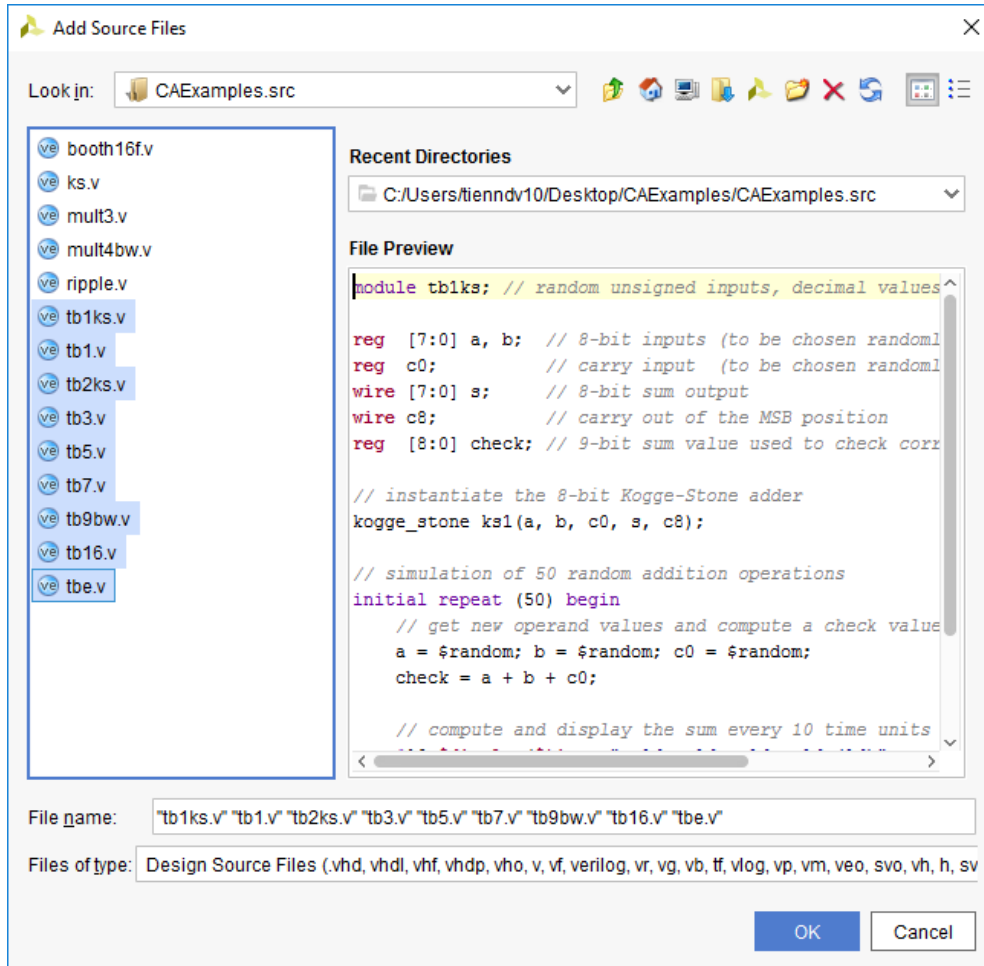 Add Source Files
Look in: CAExamples.src
booth16f.v
ks.v
mult3.v
mult4bw.v
ripple.v
tb1ks.v
tb1.v
tb2ks.v
tb3.v
tb5.v
tb7.v
tb9bw.v
tb16.v
tbe.v
Recent Directories
C:/Users/tienndv10/Desktop/CAExamples/CAExamples.src
File Preview
module tb1ks; // random unsigned inputs, decimal values
reg [7:0] a, b; // 8-bit inputs (to be chosen randoml
reg c0; // carry input (to be chosen randoml
wire [7:0] s; // 8-bit sum output
wire c8; // carry out of the MSB position
reg [8:0] check; // 9-bit sum value used to check corr
// instantiate the 8-bit Kogge-Stone adder
kogge_stone ks1(a, b, c0, s, c8);
// simulation of 50 random addition operations
initial repeat (50) begin
// get new operand values and compute a check value
a = $random; b = $random; c0 = $random;
check = a + b + c0;
// compute and display the sum every 10 time units
File name: "tb1ks.v" "tb1.v" "tb2ks.v" "tb3.v" "tb5.v" "tb7.v" "tb9bw.v" "tb16.v" "tbe.v"
Files of type: Design Source Files (.vhd, vhdl, vhf, vhdp, vho, v, vf, verilog, vr, vg, vb, tf, vlog, vp, vm, veo, svo, vh, h, sv
OK Cancel